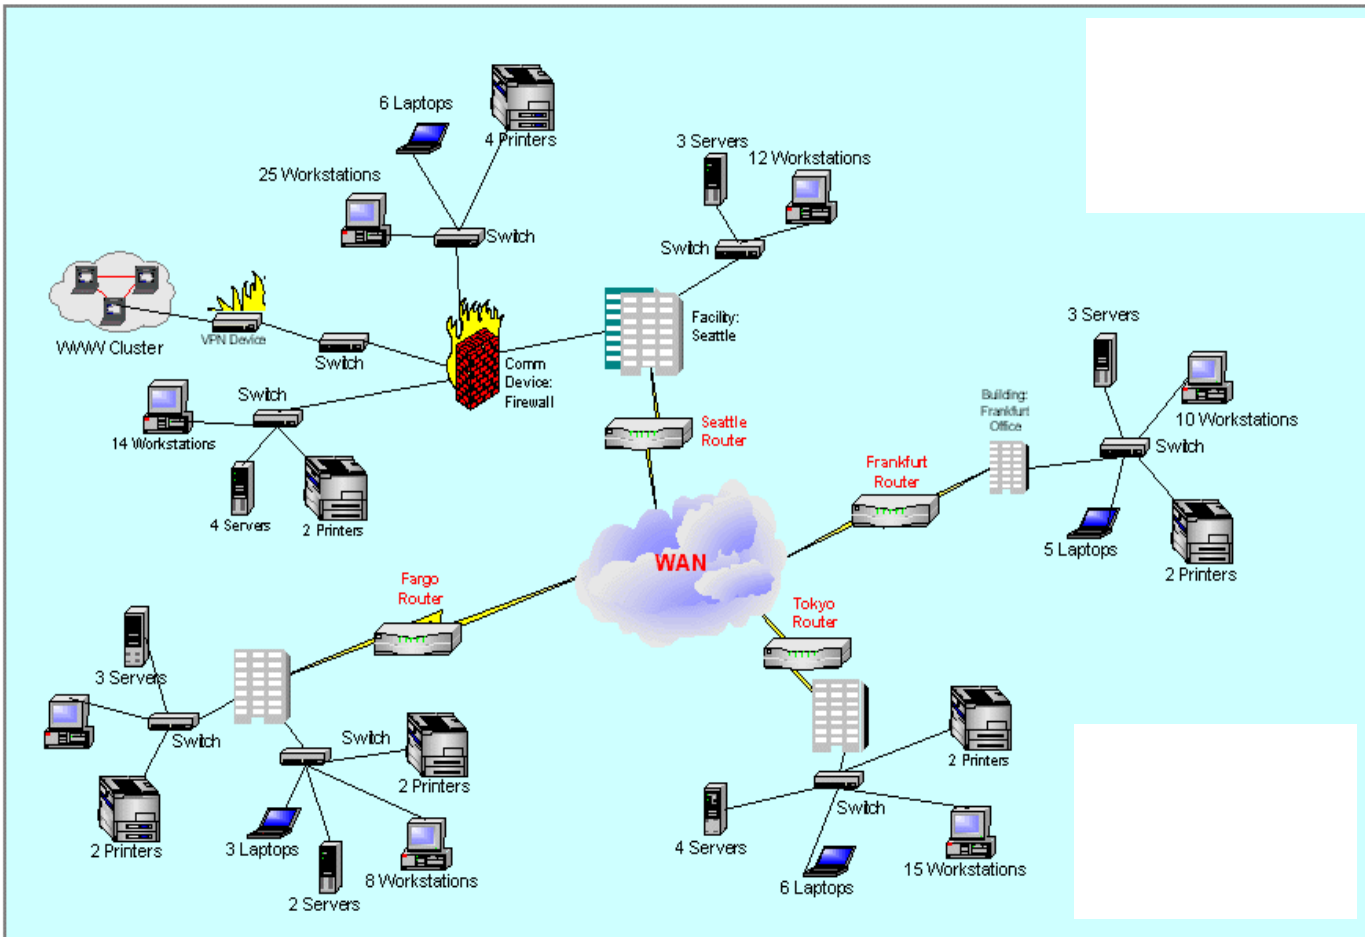 6 Laptops
4 Printers
25 Workstations
Switch
3 Servers
12 Workstations
Switch
WWW Cluster
VPN Device
Switch
Comm
Device:
Firewall
Facility:
Seattle
Switch
14 Workstations
4 Servers
2 Printers
Seattle
Router
3 Servers
Building:
Frankfurt
Office
10 Workstations
Switch
Frankfurt
Router
5 Laptops
2 Printers
WAN
Fargo
Router
Tokyo
Router
3 Servers
Switch
2 Printers
Switch
2 Printers
3 Laptops
8 Workstations
2 Servers
2 Printers
Switch
4 Servers
6 Laptops
15 Workstations